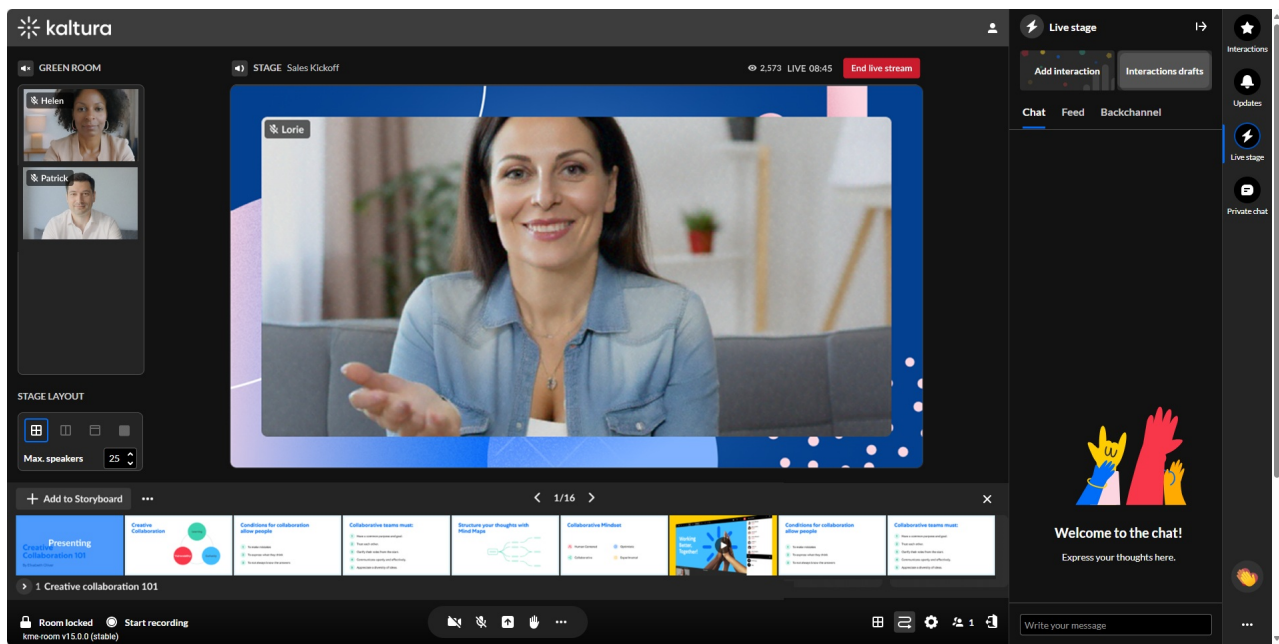 kaltura
GREEN ROOM
Helen
Patrick
STAGE LAYOUT
Max. speakers 25
STAGE Sales Kickoff
2,573 LIVE 08:45 End live stream
Lorie
Add to Storyboard
1/16
Presenting
Creative
Collaboration 101
Creative
Collaboration
Conditions for collaboration
allow people
Collaborative teams must:
Structure your thoughts with
Mind Maps
Collaborative Mindset
Working
Better,
Together!
Conditions for collaboration
allow people
Collaborative teams must:
1 Creative collaboration 101
Room locked Start recording
kme-room v15.0.0 (stable)
1
Live stage
Add interaction Interactions drafts
Chat Feed Backchannel
Welcome to the chat!
Express your thoughts here.
Write your message
Interactions
Updates
Live stage
Private chat